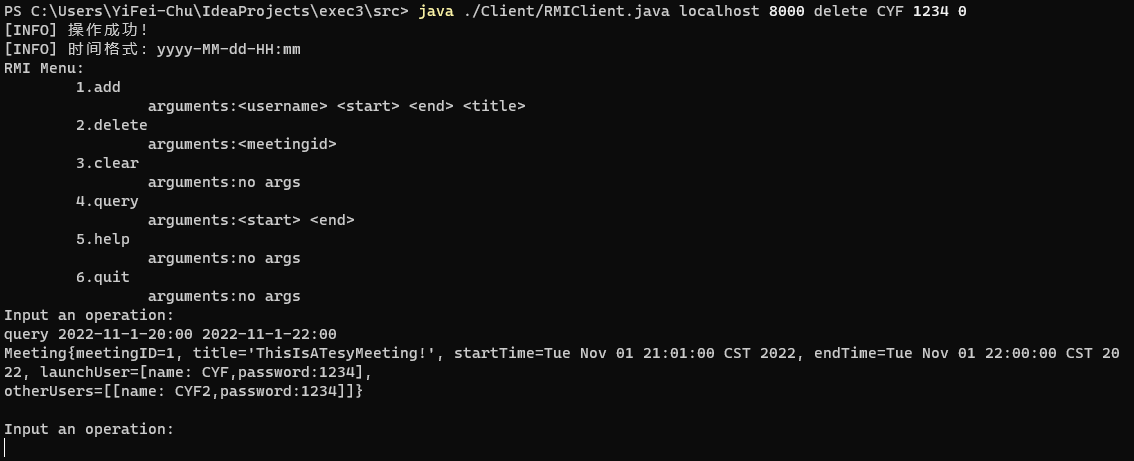 PS C:\Users\YiFei-Chu\IdeaProjects\exec3\src> java ./Client/RMIClient.java localhost 8000 delete CYF 1234 0
[INFO] 操作成功!
[INFO] 时间格式: yyyy-MM-dd-HH:mm
RMI Menu:
1.add
arguments:<username> <start> <end> <title>
2.delete
arguments:<meetingid>
3.clear
arguments:no args
4.query
arguments:<start> <end>
5.help
arguments:no args
6.quit
arguments:no args
Input an operation:
query 2022-11-1-20:00 2022-11-1-22:00
Meeting{meetingID=1, title='ThisIsATesyMeeting!', startTime=Tue Nov 01 21:01:00 CST 2022, endTime=Tue Nov 01 22:00:00 CST 20
22, launchUser=[name: CYF,password:1234],
otherUsers=[[name: CYF2,password:1234]]}
Input an operation: